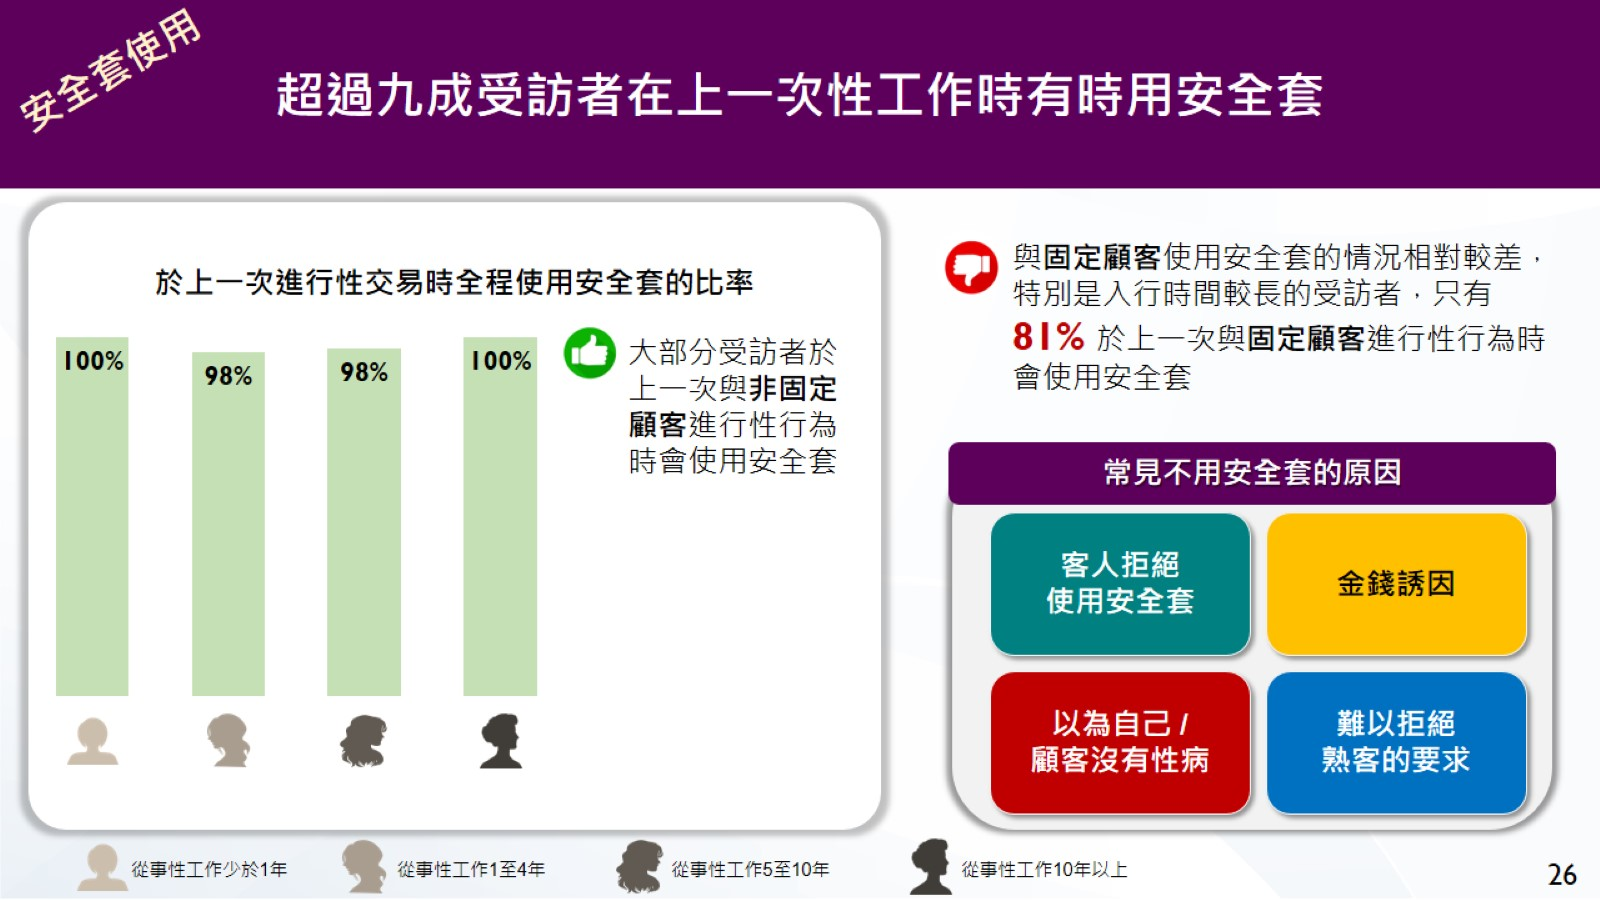 安全套使用
超過九成受訪者在上一次性工作時有時用安全套
於上一次進行性交易時全程使用安全套的比率
100%
98%
98%
100%
大部分受訪者於
上一次與非固定
顧客進行性行為
時會使用安全套
與固定顧客使用安全套的情況相對較差，
特別是入行時間較長的受訪者，只有
81% 於上一次與固定顧客進行性行為時
會使用安全套
常見不用安全套的原因
客人拒絕
使用安全套
金錢誘因
以為自己 /
顧客沒有性病
難以拒絕
熟客的要求
從事性工作少於1年
從事性工作1至4年
從事性工作5至10年
從事性工作10年以上
26